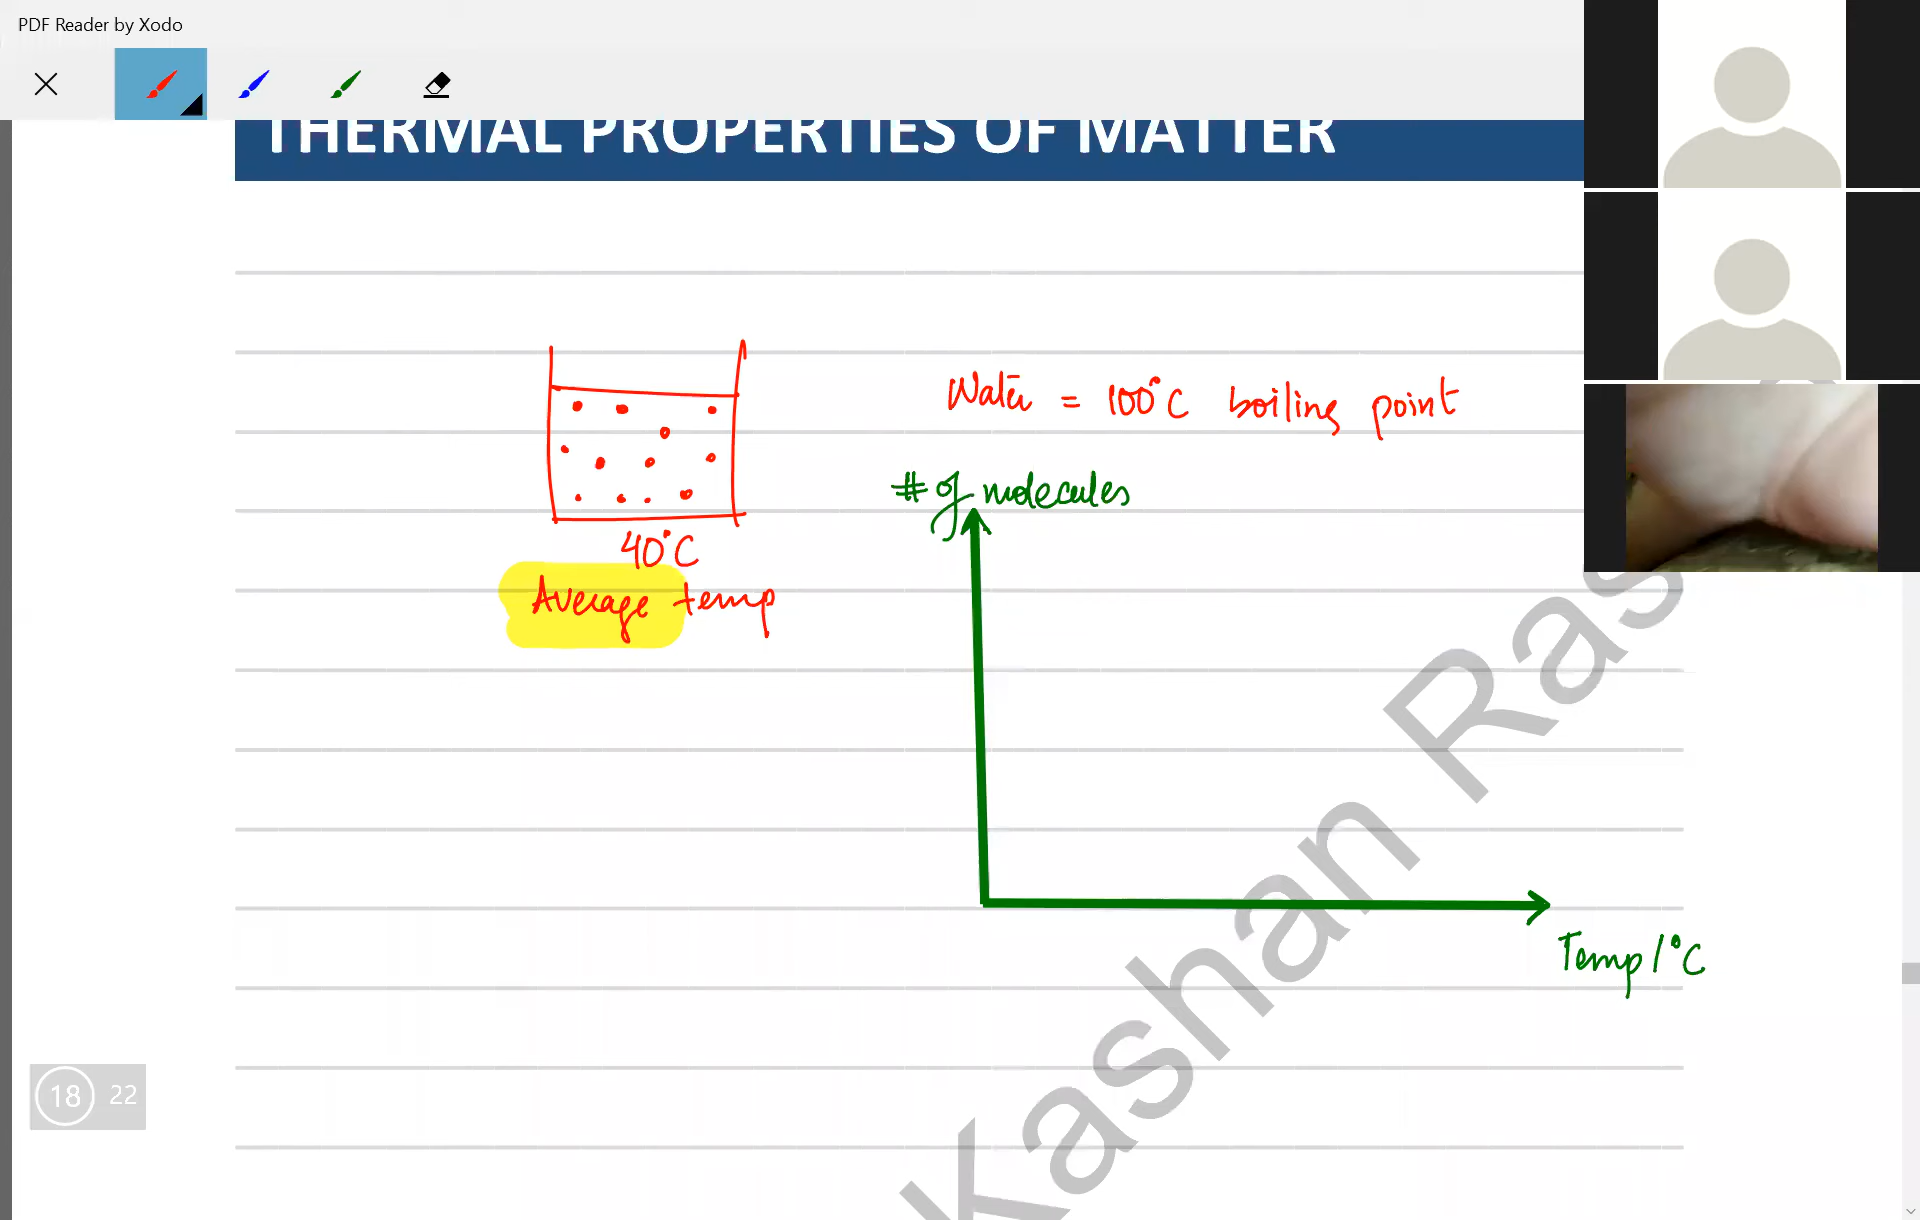 PDF Reader by Xodo
THERMAL PROPERTIES OF MATTER
Water = 100°C boiling point
# of molecules
40°C
Average temp
Temp/°C
Kashan Ras
18 22